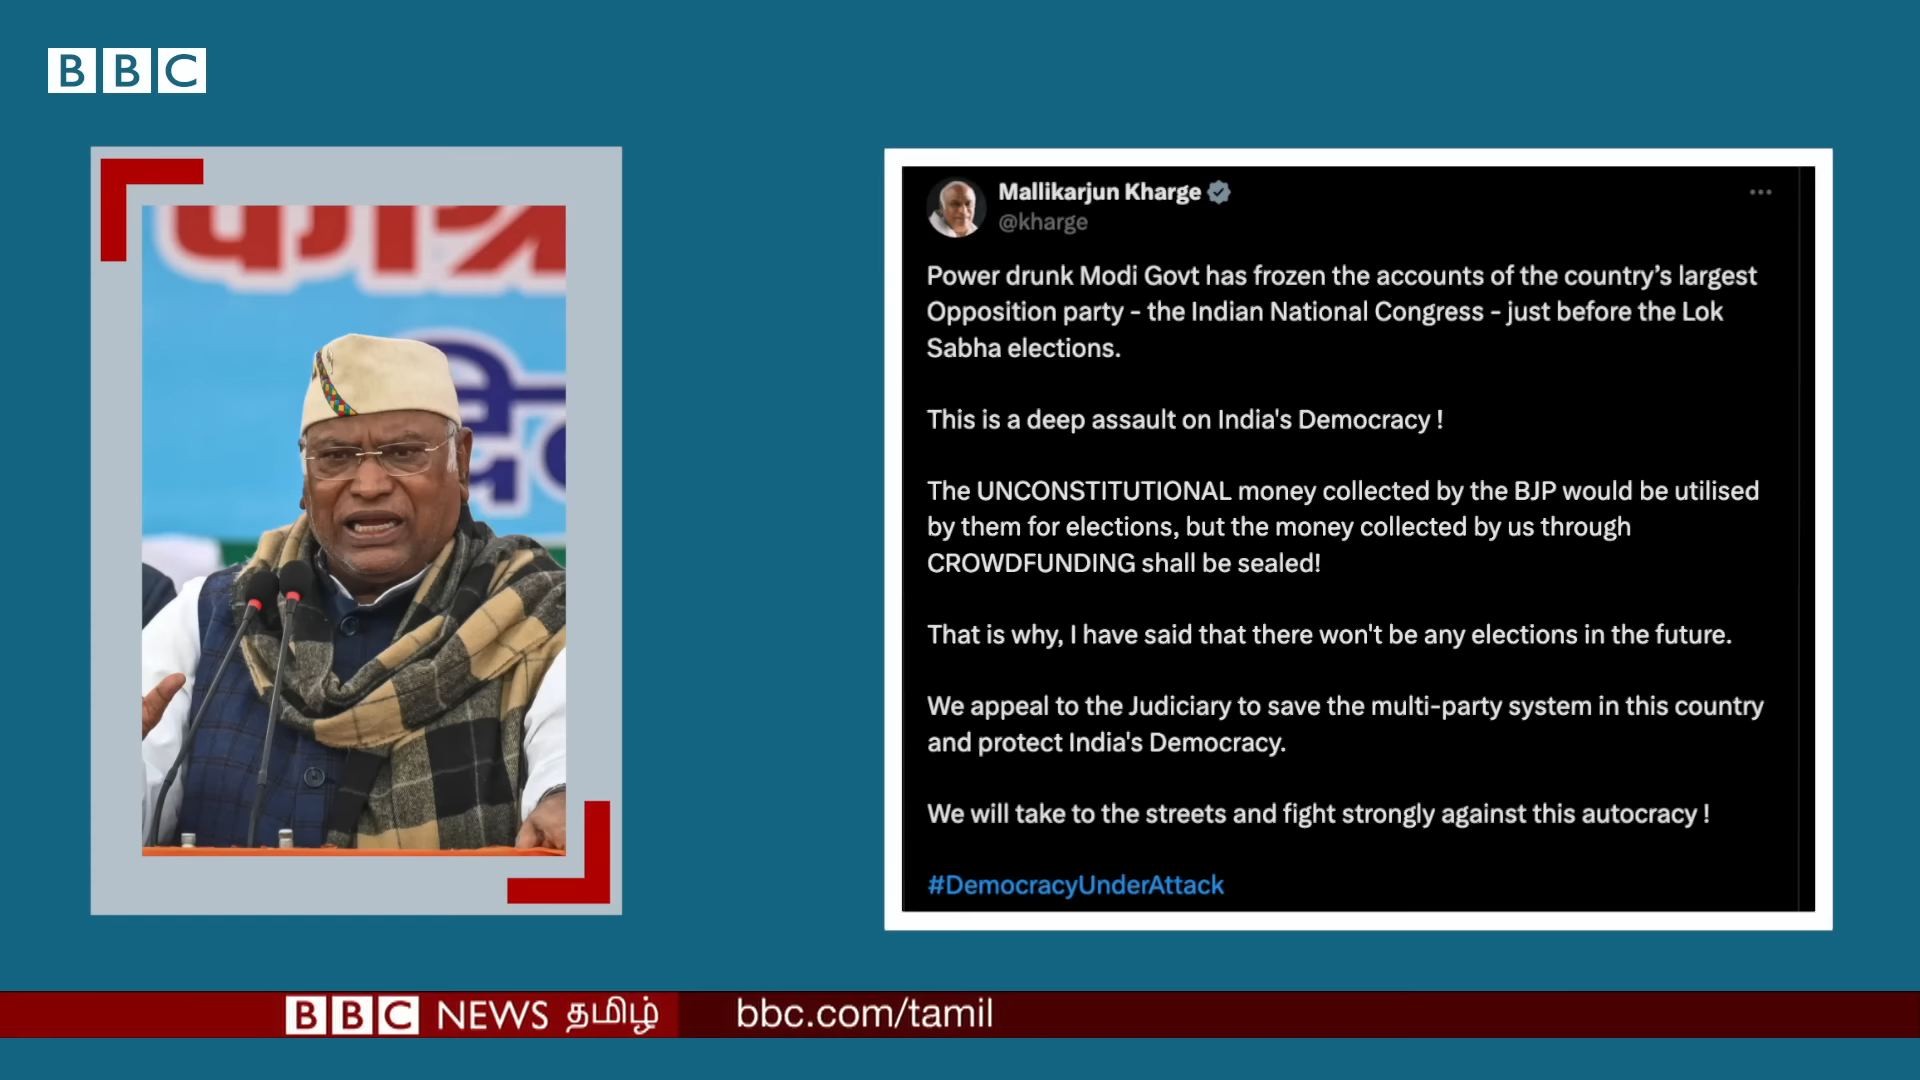 BBC
Mallikarjun Kharge
@kharge
Power drunk Modi Govt has frozen the accounts of the country’s largest
Opposition party - the Indian National Congress - just before the Lok
Sabha elections.
This is a deep assault on India's Democracy !
The UNCONSTITUTIONAL money collected by the BJP would be utilised
by them for elections, but the money collected by us through
CROWDFUNDING shall be sealed!
That is why, I have said that there won't be any elections in the future.
We appeal to the Judiciary to save the multi-party system in this country
and protect India's Democracy.
We will take to the streets and fight strongly against this autocracy !
#DemocracyUnderAttack
BBC NEWS தமிழ் bbc.com/tamil